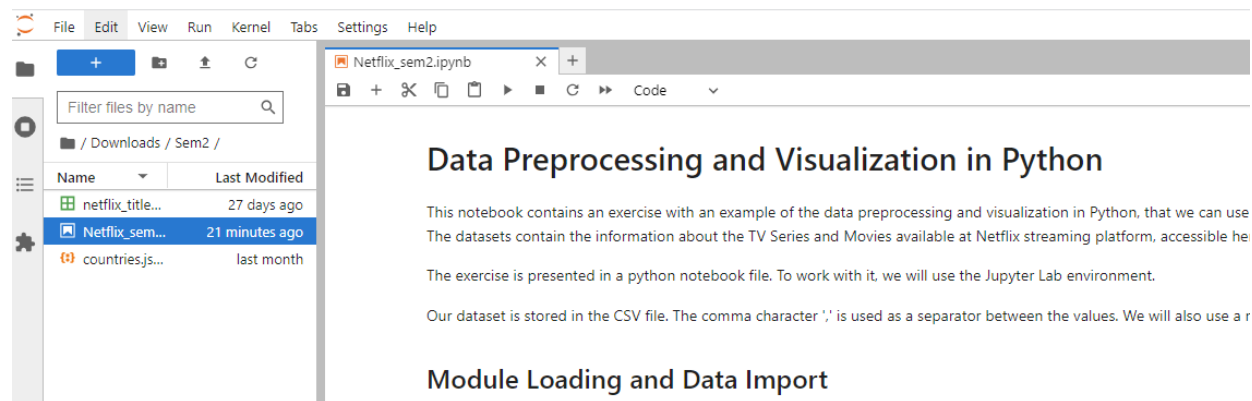 File Edit View Run Kernel Tabs Settings Help
Netflix_sem2.ipynb
Code
Filter files by name
/ Downloads / Sem2 /
Name Last Modified
netflix_title... 27 days ago
Netflix_sem... 21 minutes ago
countries.js... last month
Data Preprocessing and Visualization in Python
This notebook contains an exercise with an example of the data preprocessing and visualization in Python, that we can use
The datasets contain the information about the TV Series and Movies available at Netflix streaming platform, accessible
The exercise is presented in a python notebook file. To work with it, we will use the Jupyter Lab environment.
Our dataset is stored in the CSV file. The comma character ',' is used as a separator between the values. We will also use a
Module Loading and Data Import